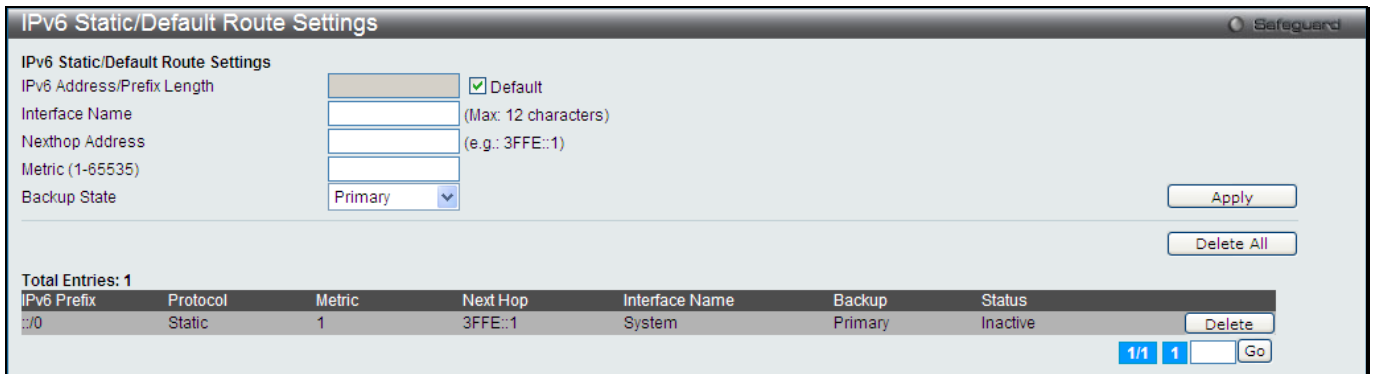 IPv6 Static/Default Route Settings
Safeguard
IPv6 Static/Default Route Settings
IPv6 Address/Prefix Length Default
Interface Name (Max: 12 characters)
Nexthop Address (e.g.: 3FFE::1)
Metric (1-65535)
Backup State Primary Apply
Delete All
Total Entries: 1
IPv6 Prefix Protocol Metric Next Hop Interface Name Backup Status
::/0 Static 1 3FFE::1 System Primary Inactive Delete
1/1 1 Go